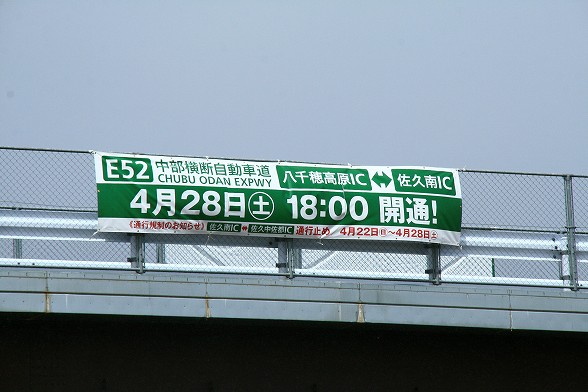 E52 中部横断自動車道 八千穂高原IC ⟷ 佐久南IC
CHUBU ODAN EXPWY
4月28日㊏ 18:00 開通!
《通行規制のお知らせ》 佐久南IC ⟷ 佐久中佐都IC 通行止め 4月22日㊐〜4月28日㊏